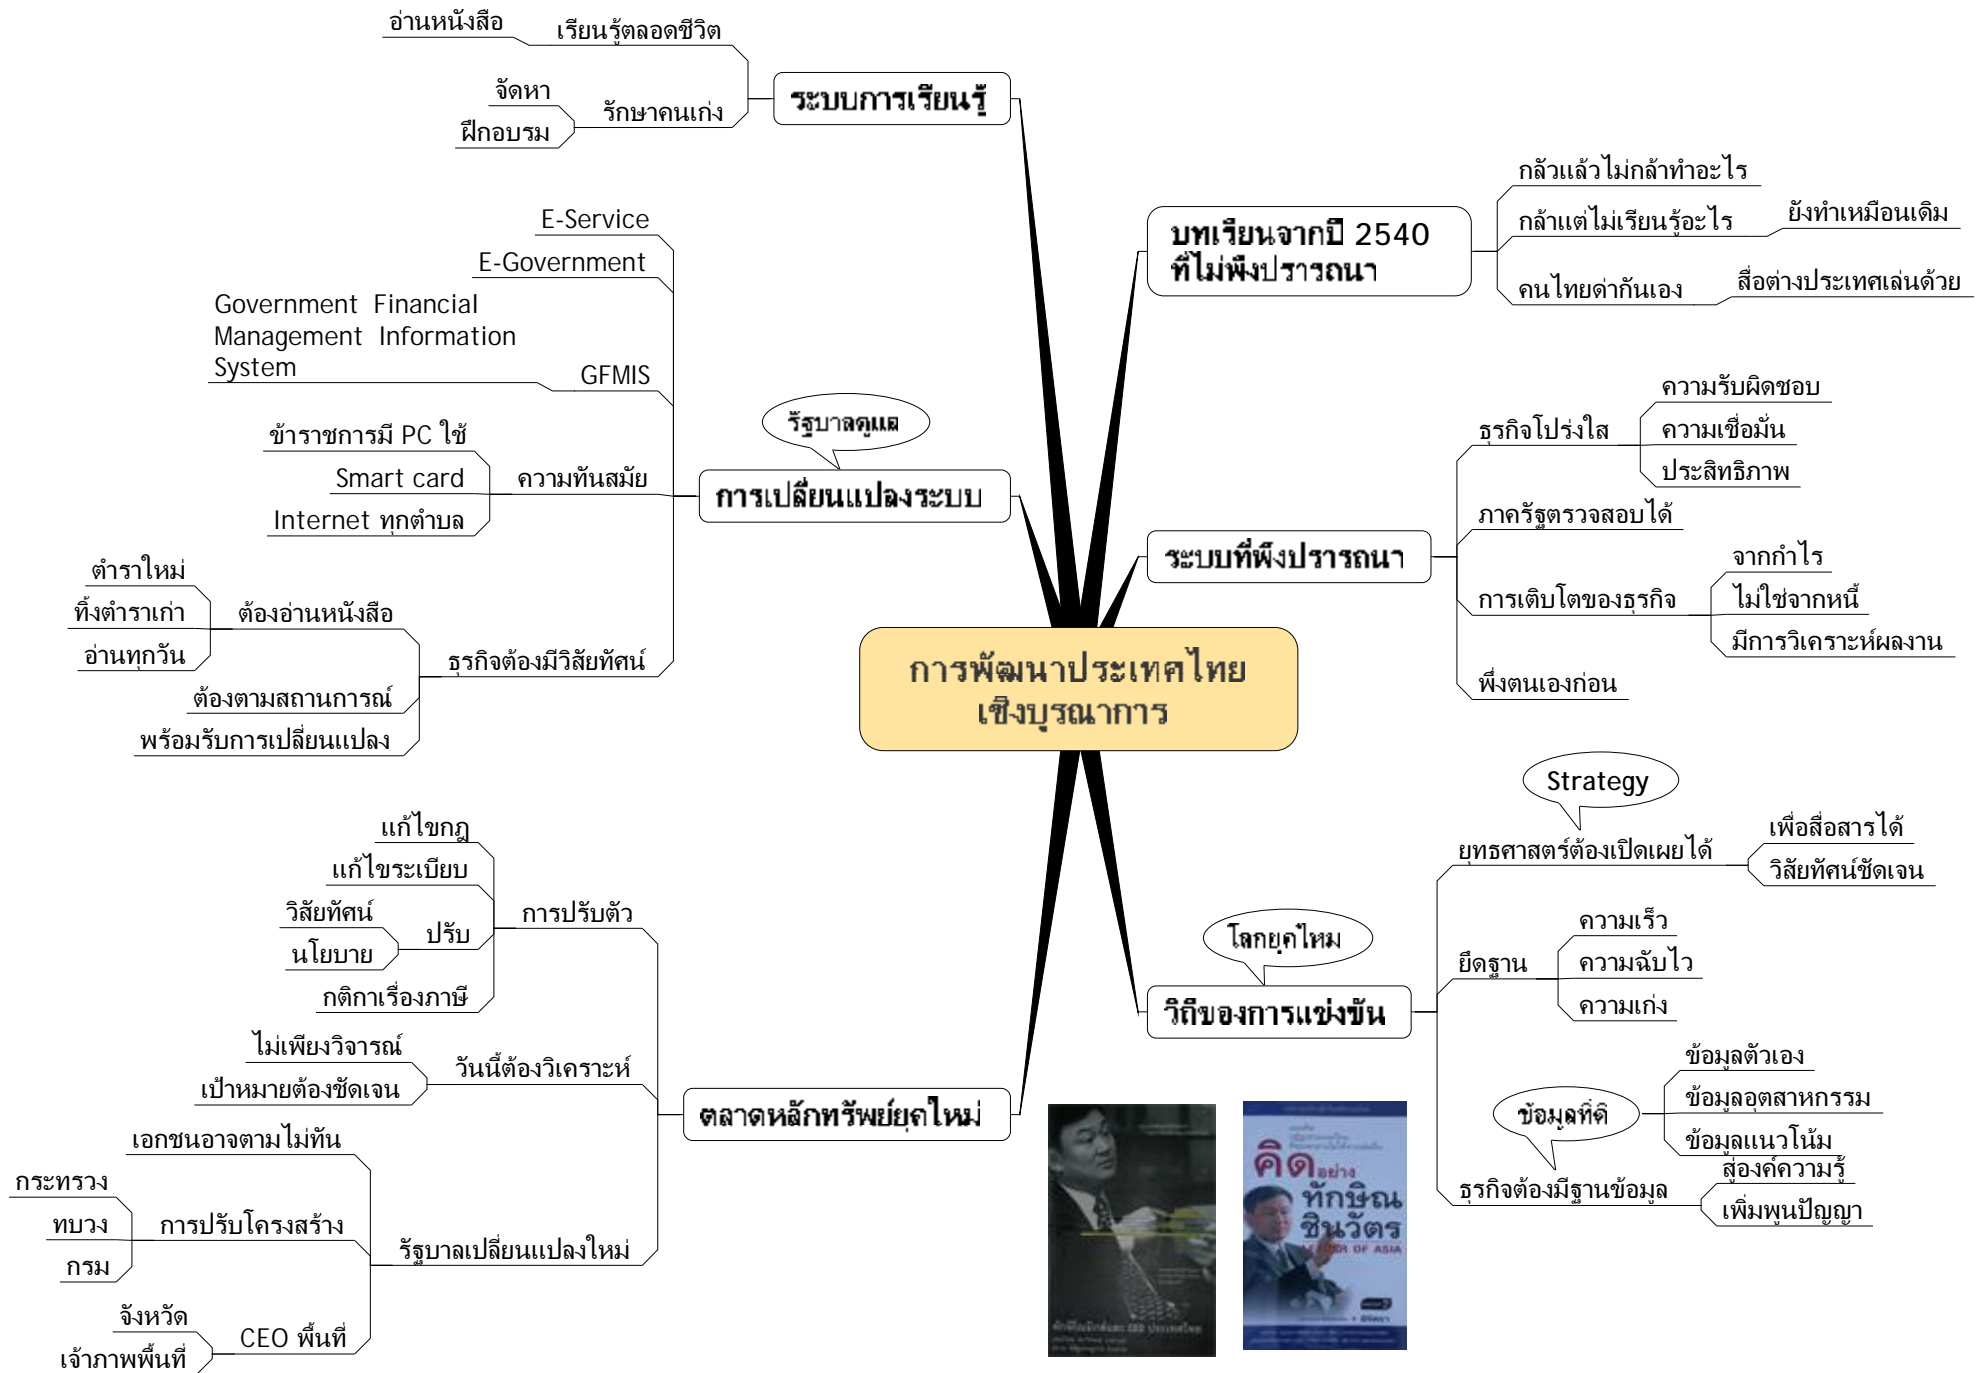 อ่านหนังสือ
เรียนรู้ตลอดชีวิต
จัดหา
ฝึกอบรม
รักษาคนเก่ง
ระบบการเรียนรู้
กลัวแล้วไม่กล้าทำอะไร
กล้าแต่ไม่เรียนรู้อะไร
ยังทำเหมือนเดิม
คนไทยด่ากันเอง
สื่อต่างประเทศเล่นด้วย
บทเรียนจากปี 2540
ที่ไม่พึงปรารถนา
E-Service
E-Government
Government Financial
Management Information
System
GFMIS
ข้าราชการมี PC ใช้
Smart card
Internet ทุกตำบล
ความทันสมัย
รัฐบาลดูแล
การเปลี่ยนแปลงระบบ
ตำราใหม่
ทิ้งตำราเก่า
อ่านทุกวัน
ต้องอ่านหนังสือ
ต้องตามสถานการณ์
พร้อมรับการเปลี่ยนแปลง
ธุรกิจต้องมีวิสัยทัศน์
ความรับผิดชอบ
ความเชื่อมั่น
ประสิทธิภาพ
ธุรกิจโปร่งใส
ภาครัฐตรวจสอบได้
จากกำไร
ไม่ใช่จากหนี้
มีการวิเคราะห์ผลงาน
การเติบโตของธุรกิจ
พึ่งตนเองก่อน
ระบบที่พึงปรารถนา
การพัฒนาประเทศไทย
เชิงบูรณาการ
แก้ไขกฎ
แก้ไขระเบียบ
วิสัยทัศน์
นโยบาย
ปรับ
กติกาเรื่องภาษี
การปรับตัว
ไม่เพียงวิจารณ์
เป้าหมายต้องชัดเจน
วันนี้ต้องวิเคราะห์
ตลาดหลักทรัพย์ยุคใหม่
เอกชนอาจตามไม่ทัน
กระทรวง
ทบวง
กรม
การปรับโครงสร้าง
รัฐบาลเปลี่ยนแปลงใหม่
จังหวัด
เจ้าภาพพื้นที่
CEO พื้นที่
Strategy
ยุทธศาสตร์ต้องเปิดเผยได้
เพื่อสื่อสารได้
วิสัยทัศน์ชัดเจน
โลกยุคใหม่
วิถีของการแข่งขัน
ยึดฐาน
ความเร็ว
ความฉับไว
ความเก่ง
ข้อมูลที่ดี
ข้อมูลตัวเอง
ข้อมูลอุตสาหกรรม
ข้อมูลแนวโน้ม
ธุรกิจต้องมีฐานข้อมูล
สู่องค์ความรู้
เพิ่มพูนปัญญา
คิดอย่าง
ทักษิณ
ชินวัตร
LEADER OF ASIA